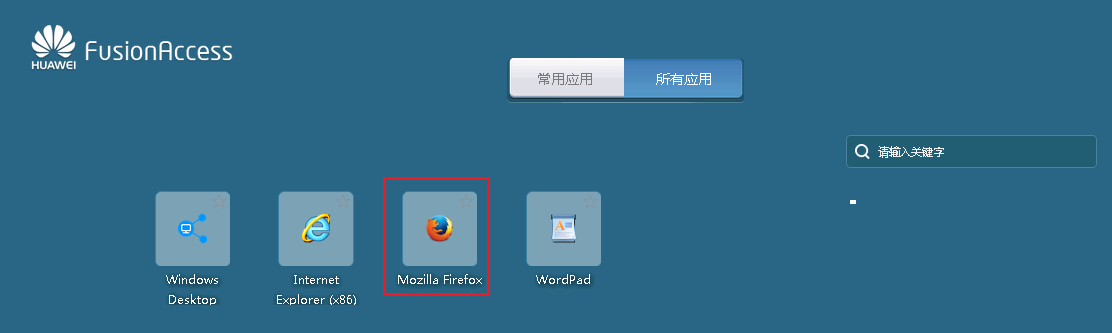 HUAWEI
FusionAccess
常用应用
所有应用
请输入关键字
Windows
Desktop
Internet
Explorer (x86)
Mozilla Firefox
WordPad